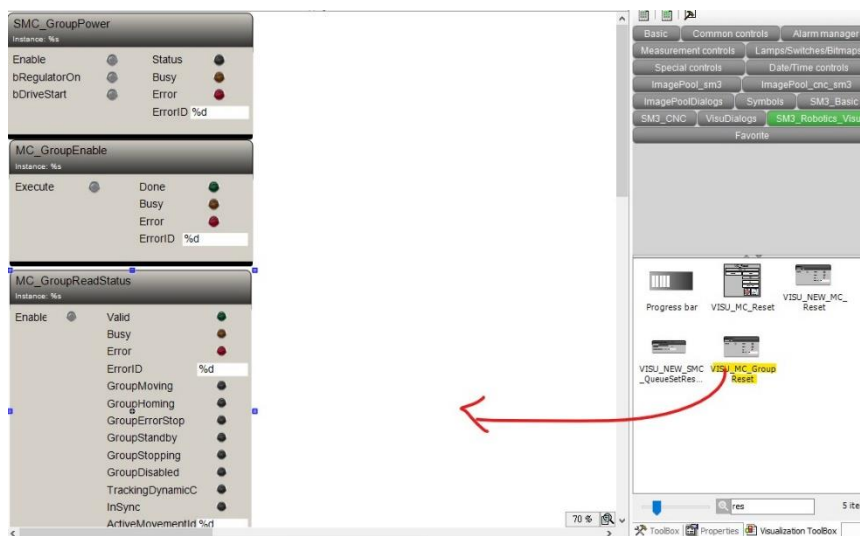 SMC_GroupPower
Instance: %s
Enable
Status
bRegulatorOn
Busy
bDriveStart
Error
ErrorID %d
MC_GroupEnable
Instance: %s
Execute
Done
Busy
Error
ErrorID %d
MC_GroupReadStatus
Instance: %s
Enable
Valid
Busy
Error
ErrorID %d
GroupMoving
GroupHoming
GroupErrorStop
GroupStandby
GroupStopping
GroupDisabled
TrackingDynamicC
InSync
ActiveMovementId %d
70 %
Basic Common controls Alarm manager
Measurement controls Lamps/Switches/Bitmaps
Special controls Date/Time controls
ImagePool_sm3 ImagePool_cnc_sm3
ImagePoolDialogs Symbols SM3_Basic
SM3_CNC VisuDialogs SM3_Robotics_Visu
Favorite
Progress bar
VISU_MC_Reset
VISU_NEW_MC_
Reset
VISU_NEW_SMC
_QueueSetRes...
VISU_MC_Group
Reset
res
5 ite
ToolBox Properties Visualization ToolBox